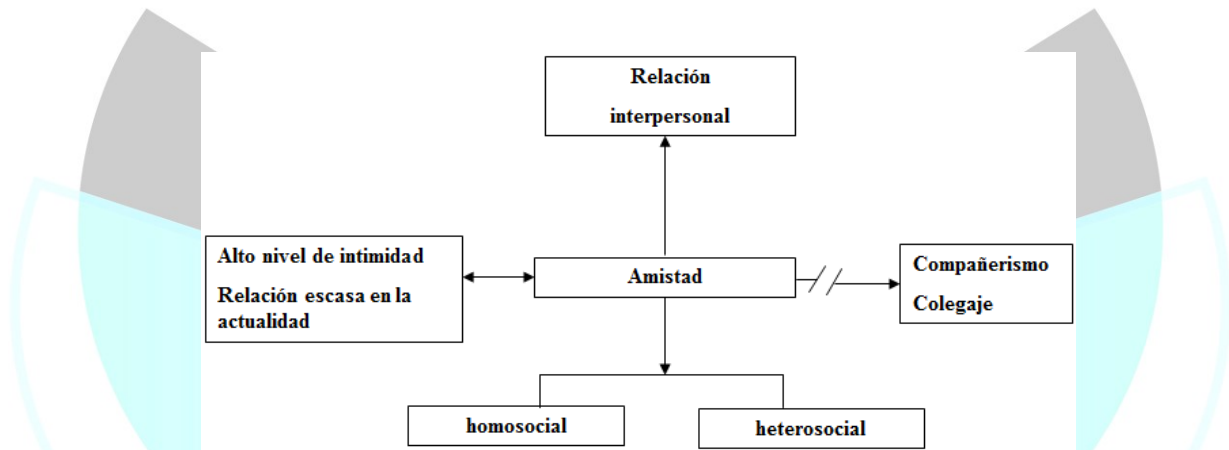 Relación
interpersonal
Alto nivel de intimidad
Relación escasa en la
actualidad
Amistad
Compañerismo
Colegaje
homosocial
heterosocial